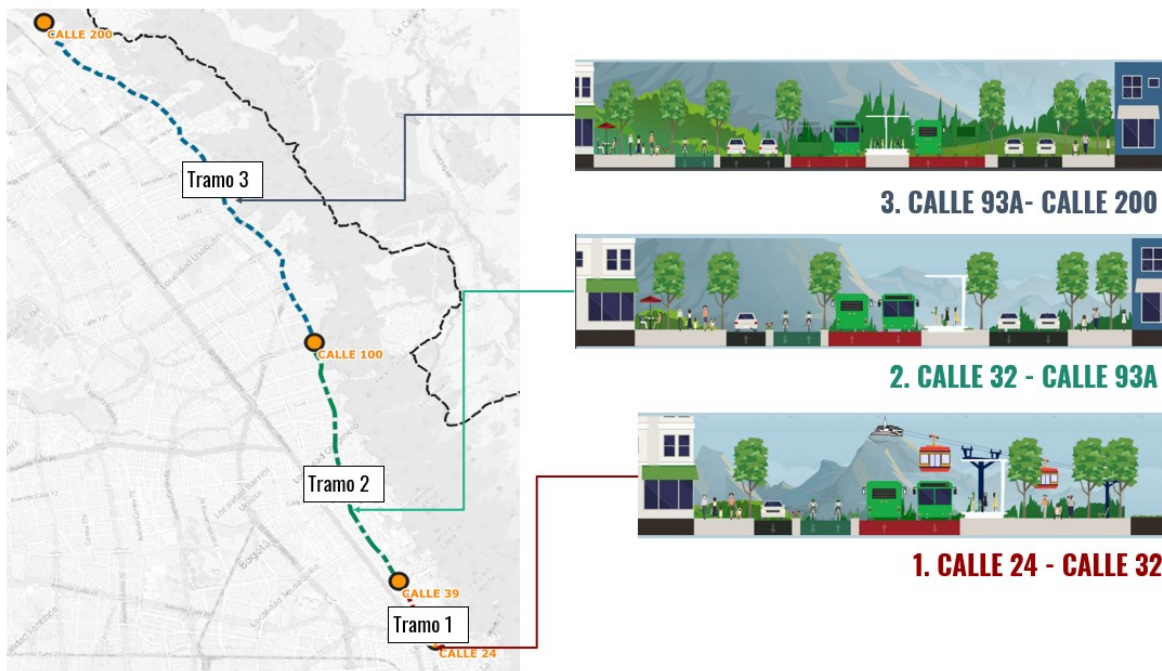 CALLE 200
Tramo 3
CALLE 100
Tramo 2
Bogotá
CALLE 39
Tramo 1
CALLE 24
3. CALLE 93A- CALLE 200
2. CALLE 32 - CALLE 93A
1. CALLE 24 - CALLE 32